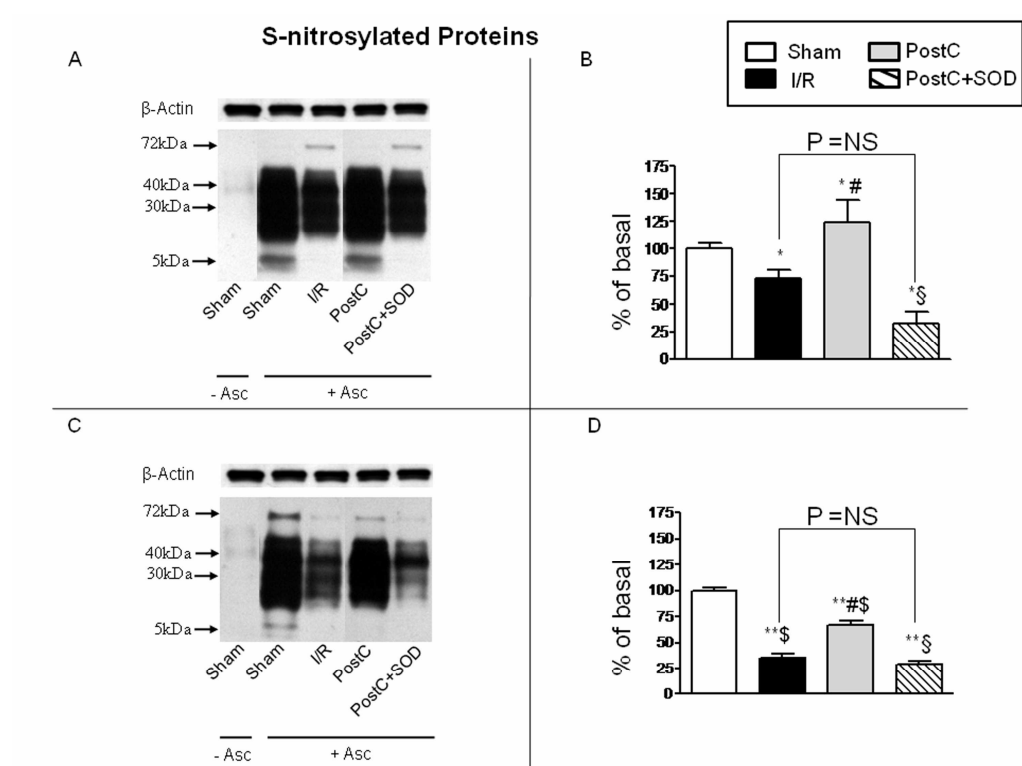 S-nitrosylated Proteins
A
β-Actin
72kDa
40kDa
30kDa
5kDa
Sham
Sham
I/R
PostC
PostC+SOD
- Asc
+ Asc
B
Sham
PostC
I/R
PostC+SOD
P =NS
% of basal
175
150
125
100
75
50
25
0
*
*#
*§
C
β-Actin
72kDa
40kDa
30kDa
5kDa
Sham
Sham
I/R
PostC
PostC+SOD
- Asc
+ Asc
D
P =NS
% of basal
175
150
125
100
75
50
25
0
**$
**#$
**§